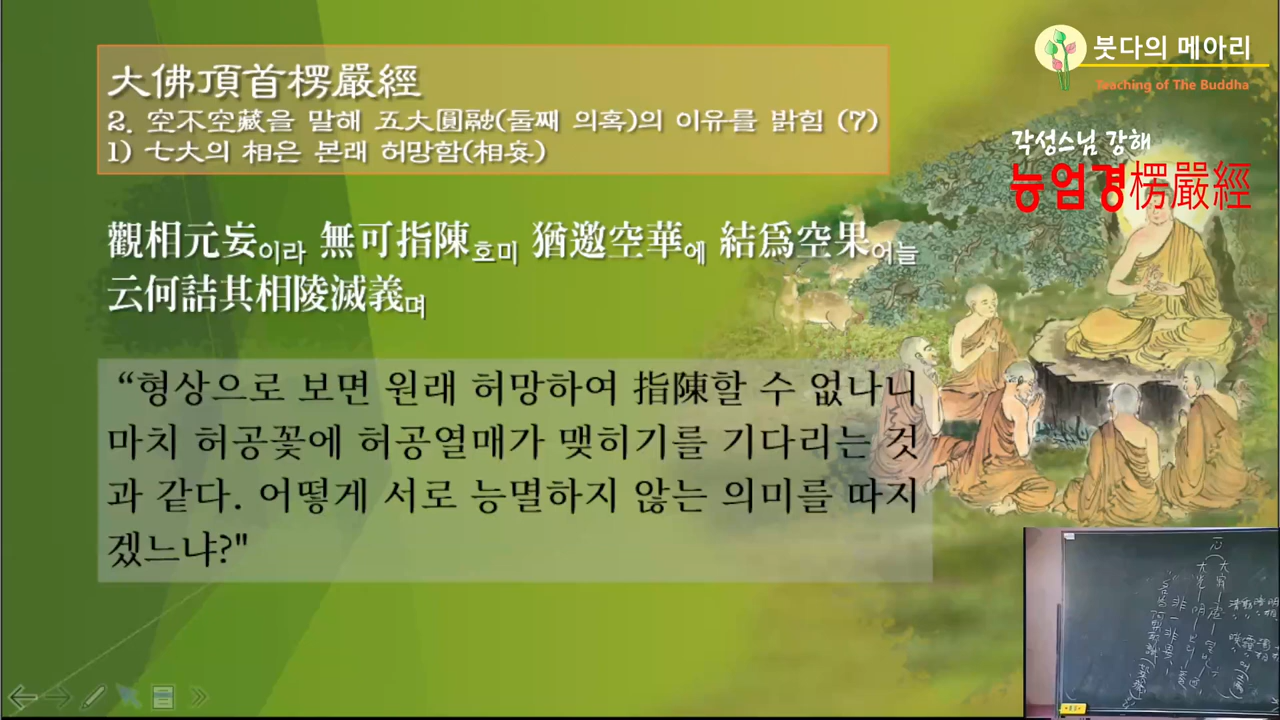 大佛頂首楞嚴經
2. 空不空藏을 말해 五大圓融(둘째 의혹)의 이유를 밝힘 (7)
1) 七大의 相은 본래 허망함(相妄)
觀相元妄이라 無可指陳호미 猶邀空華에 結爲空果어늘
云何詰其相陵滅義며
“형상으로 보면 원래 허망하여 指陳할 수 없나니
마치 허공꽃에 허공열매가 맺히기를 기다리는 것
과 같다. 어떻게 서로 능멸하지 않는 의미를 따지
겠느냐?"
붓다의 메아리
Teaching of The Buddha
각성스님 강해
능엄경楞嚴經